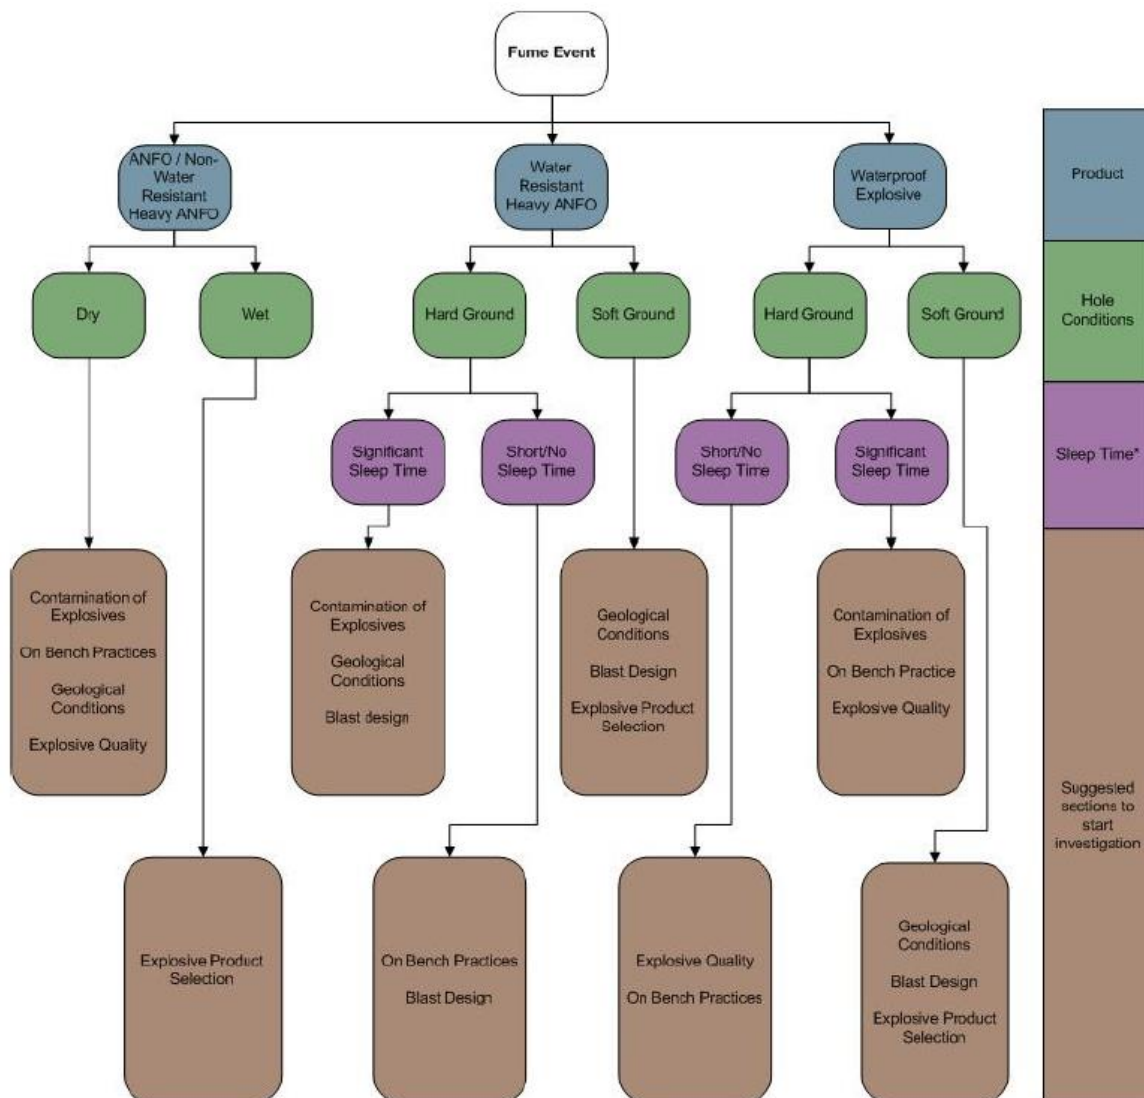 Fume Event
ANFO / Non-
Water
Resistant
Heavy ANFO
Water
Resistant
Heavy ANFO
Waterproof
Explosive
Product
Dry
Wet
Hard Ground
Soft Ground
Hard Ground
Soft Ground
Hole
Conditions
Significant
Sleep Time
Short/No
Sleep Time
Short/No
Sleep Time
Significant
Sleep Time
Sleep Time*
Contamination of
Explosives
On Bench Practices
Geological
Conditions
Explosive Quality
Contamination of
Explosives
Geological
Conditions
Blast design
Geological
Conditions
Blast Design
Explosive Product
Selection
Contamination of
Explosives
On Bench Practice
Explosive Quality
Suggested
sections to
start
investigation
Explosive Product
Selection
On Bench Practices
Blast Design
Explosive Quality
On Bench Practices
Geological
Conditions
Blast Design
Explosive Product
Selection